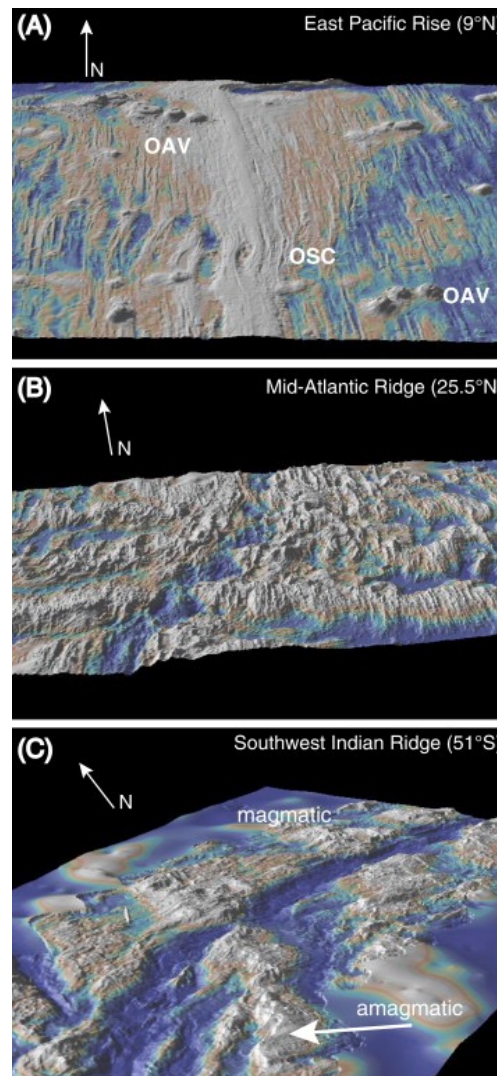 (A)
East Pacific Rise (9°N)
N
OAV
OSC
OAV
(B)
Mid-Atlantic Ridge (25.5°N)
N
(C)
Southwest Indian Ridge (51°S)
N
magmatic
amagmatic